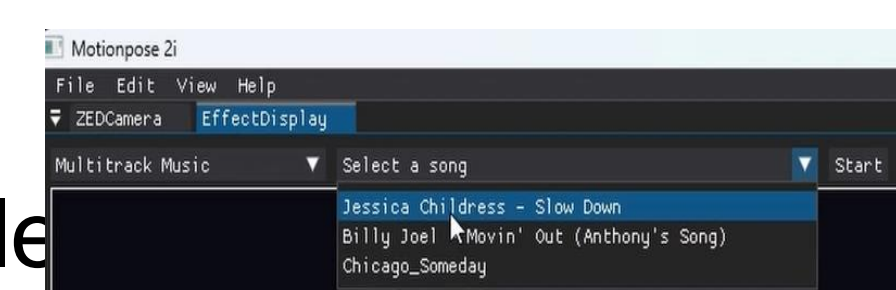 Motionpose 2i
File Edit View Help
ZEDCamera EffectDisplay
Multitrack Music Select a song Start
Jessica Childress - Slow Down
Billy Joel Movin' Out (Anthony's Song)
Chicago_Someday